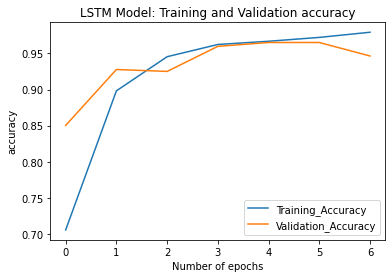 LSTM Model: Training and Validation accuracy
accuracy
0.95
0.90
0.85
0.80
0.75
0.70
Training_Accuracy
Validation_Accuracy
0 1 2 3 4 5 6
Number of epochs